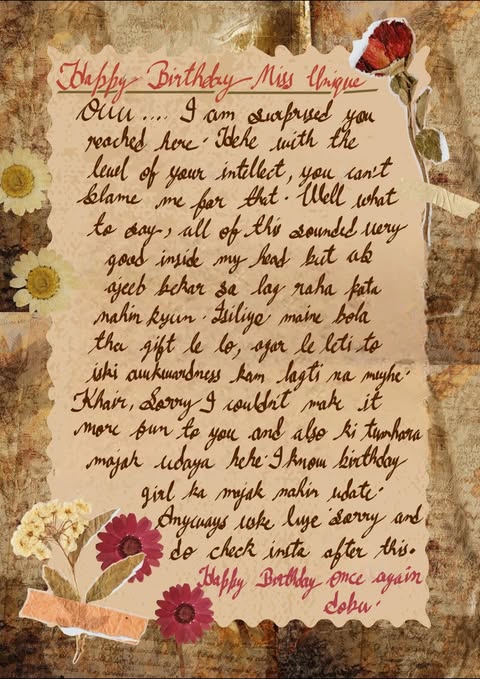 Happy Birthday Miss Unique
Ouu .... I am surprised you
reached here. Hehe with the
level of your intellect, you can't
blame me for that. Well what
to say, all of this sounded very
good inside my head but ab
ajeeb bekar sa lag raha pata
nahin kyun. Isiliye maine bola
tha gift le lo, agar le leti to
iski awkwardness kam lagti na mujhe.
Khair, Sorry I couldn't make it
more fun to you and also ki tumhara
majak udaya hehe. I know birthday
girl ka majak nahin udate.
Anyways uske liye sorry and
do check insta after this.
Happy Birthday once again